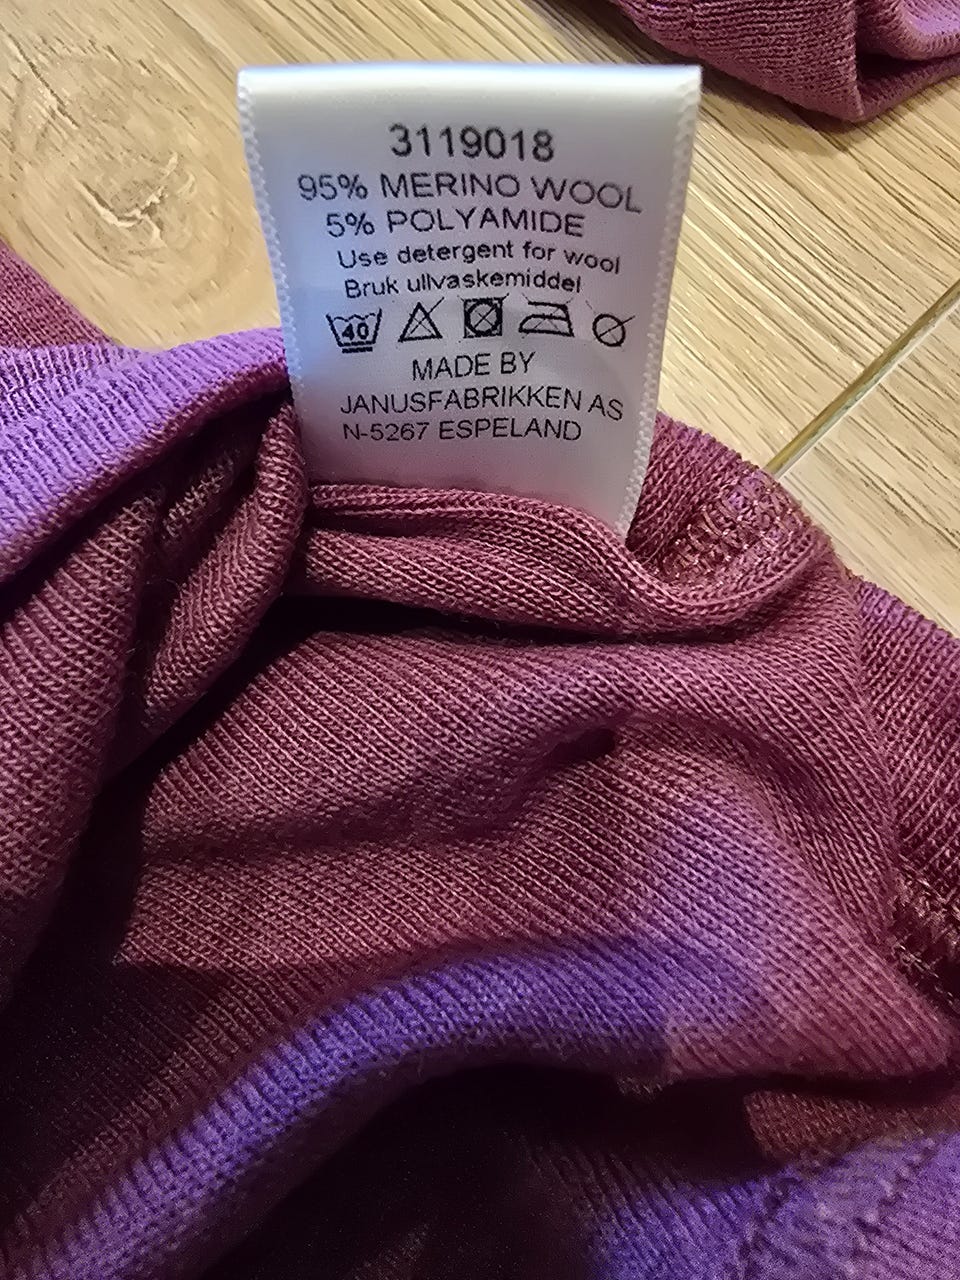 3119018
95% MERINO WOOL
5% POLYAMIDE
Use detergent for wool
Bruk ullvaskemiddel
40
MADE BY
JANUSFABRIKKEN AS
N-5267 ESPELAND